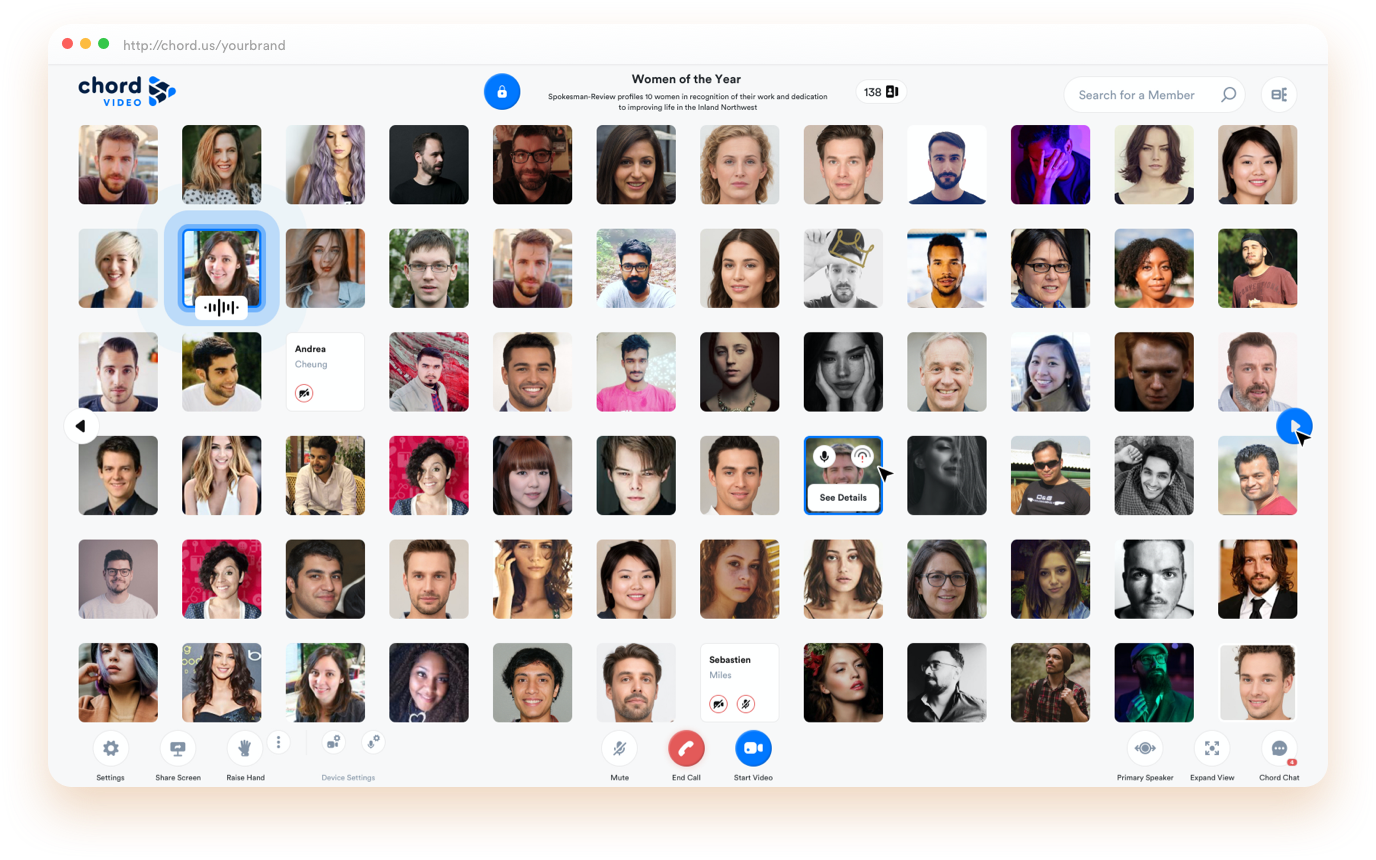 http://chord.us/yourbrand
chord
VIDEO
Women of the Year
Spokesman-Review profiles 10 women in recognition of their work and dedication
to improving life in the Inland Northwest
138
Search for a Member
Andrea
Cheung
See Details
Sebastien
Miles
Settings
Share Screen
Raise Hand
Device Settings
Mute
End Call
Start Video
Primary Speaker
Expand View
4
Chord Chat